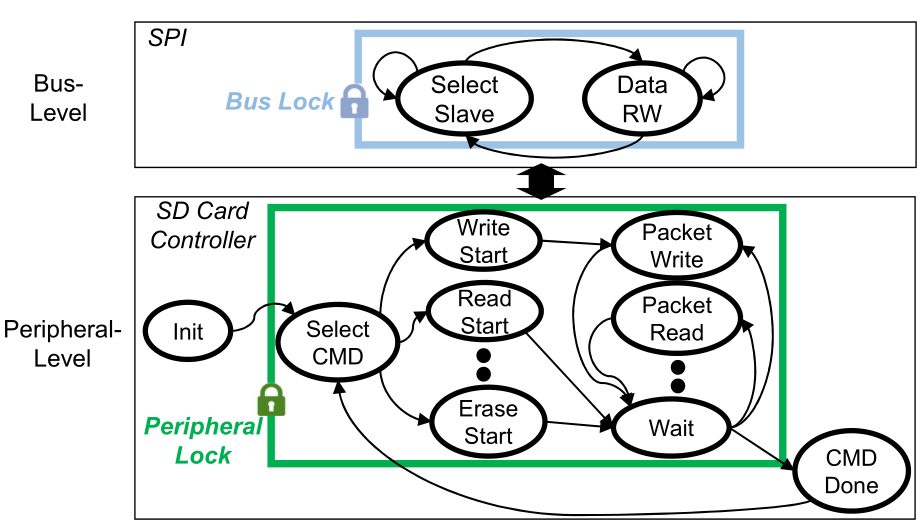 SPI
Bus-
Level
Bus Lock
Select
Slave
Data
RW
SD Card
Controller
Peripheral-
Level
Init
Select
CMD
Write
Start
Read
Start
Erase
Start
Packet
Write
Packet
Read
Wait
CMD
Done
Peripheral
Lock